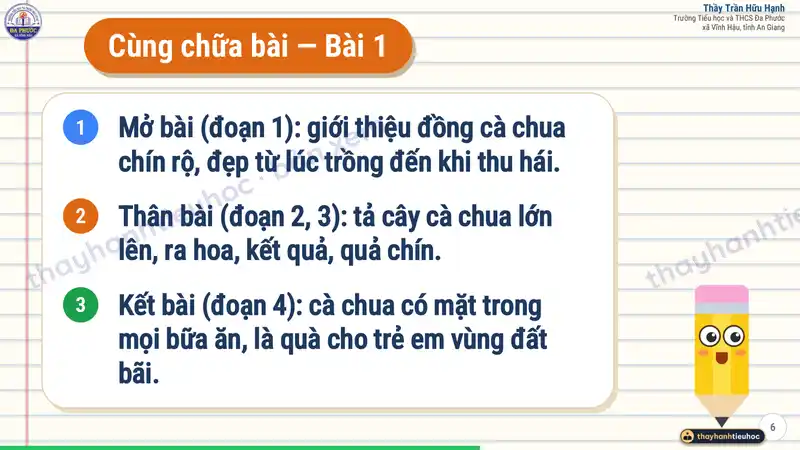 Thầy Trần Hữu Hạnh
Trường Tiểu học và THCS Đa Phước
xã Vĩnh Hậu, tỉnh An Giang
ĐA PHƯỚC
Cùng chữa bài — Bài 1
1
Mở bài (đoạn 1): giới thiệu đồng cà chua
chín rộ, đẹp từ lúc trồng đến khi thu hái.
2
Thân bài (đoạn 2, 3): tả cây cà chua lớn
lên, ra hoa, kết quả, quả chín.
3
Kết bài (đoạn 4): cà chua có mặt trong
mọi bữa ăn, là quà cho trẻ em vùng đất
bãi.
thayhanhtieuhoc
6